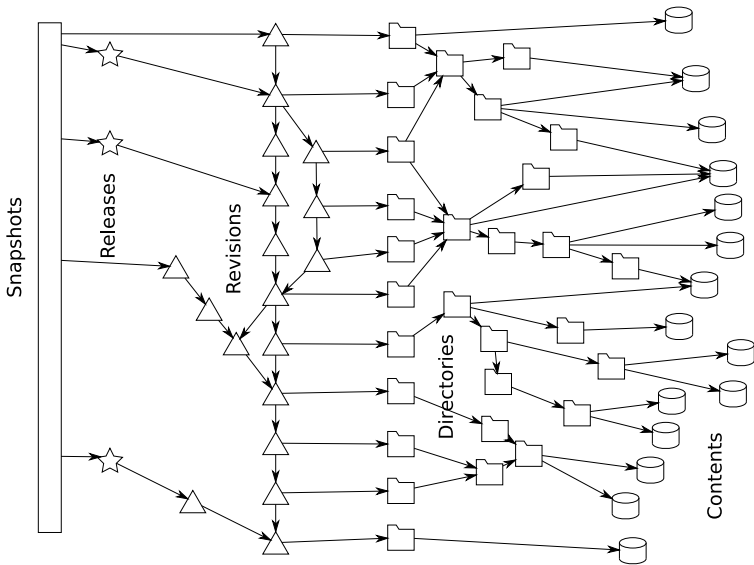 Snapshots
Releases
Revisions
Directories
Contents